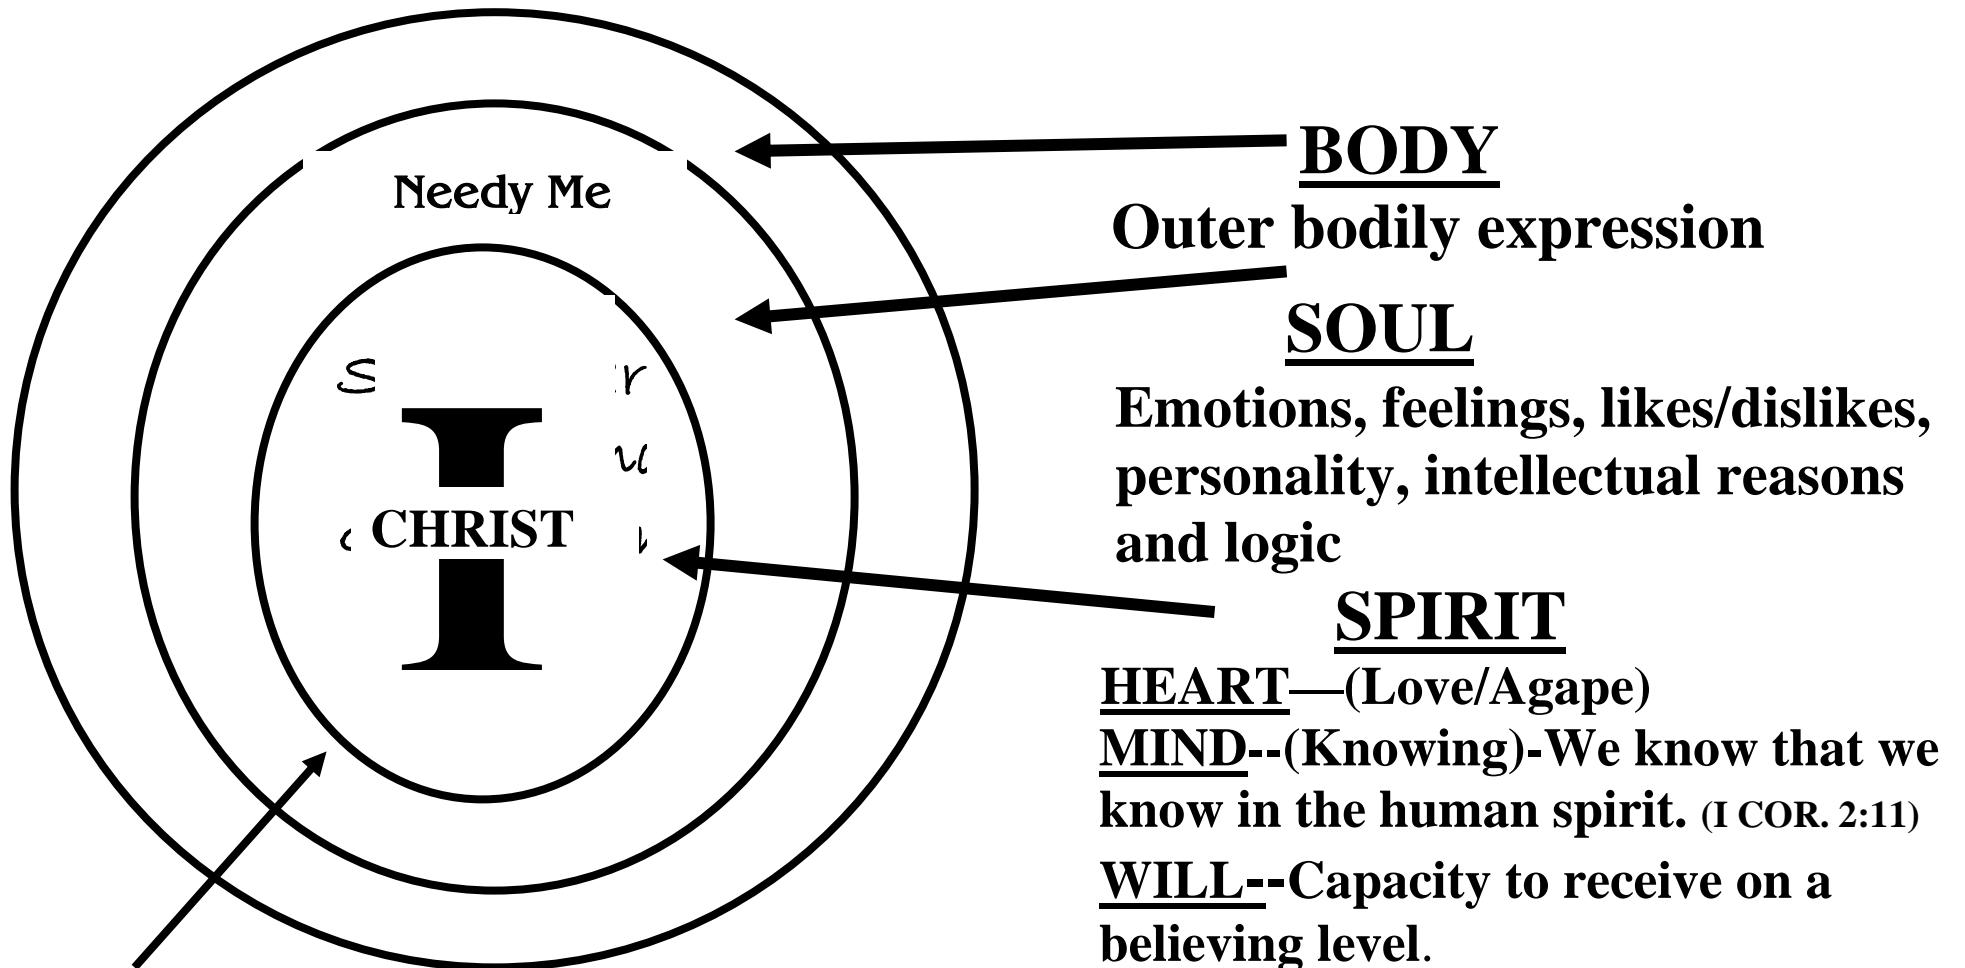 Needy Me
I
CHRIST
BODY
Outer bodily expression
SOUL
Emotions, feelings, likes/dislikes,
personality, intellectual reasons
and logic
SPIRIT
HEART—(Love/Agape)
MIND--(Knowing)-We know that we
know in the human spirit. (I COR. 2:11)
WILL--Capacity to receive on a
believing level.